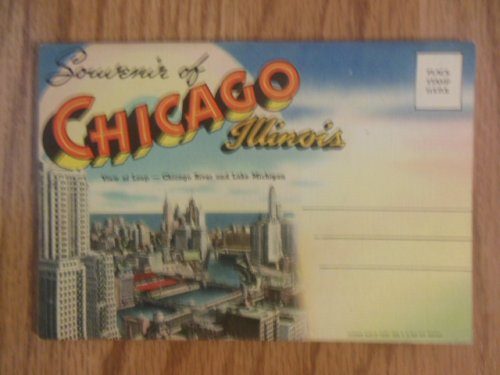 Souvenir of
CHICAGO
Illinois
View of Loop — Chicago River and Lake Michigan